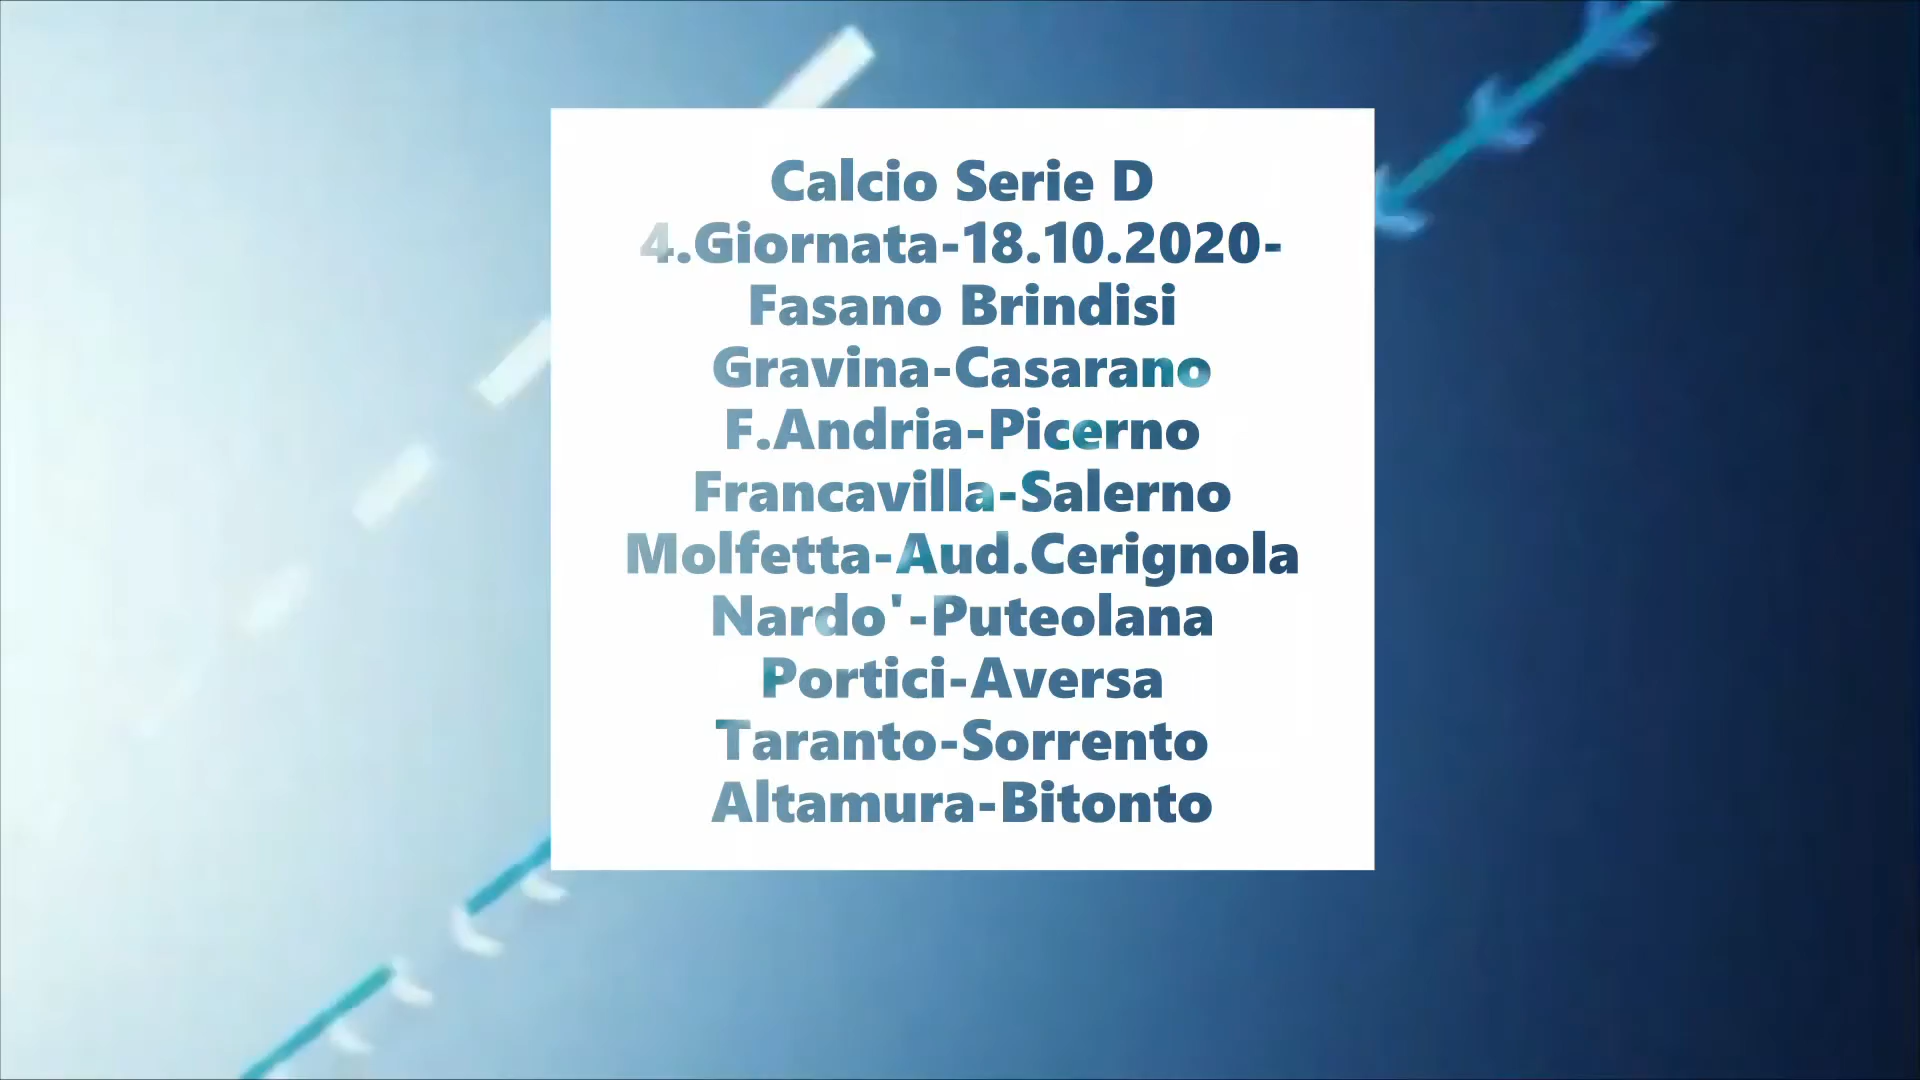 Calcio Serie D
4.Giornata-18.10.2020-
Fasano Brindisi
Gravina-Casarano
F.Andria-Picerno
Francavilla-Salerno
Molfetta-Aud.Cerignola
Nardo'-Puteolana
Portici-Aversa
Taranto-Sorrento
Altamura-Bitonto